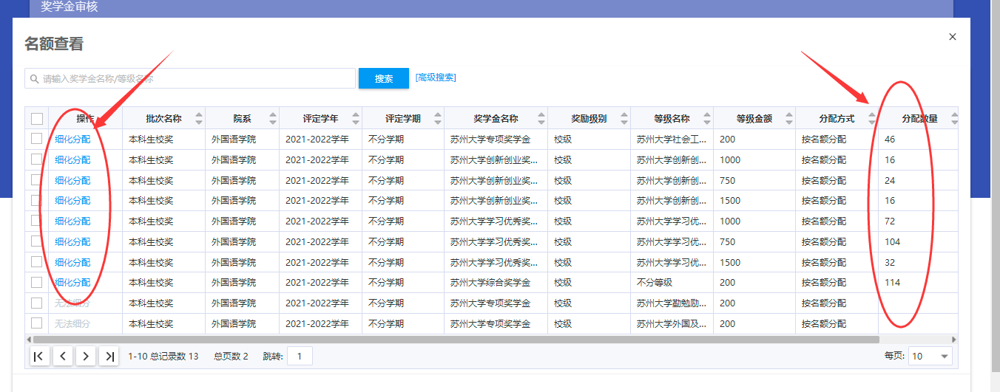 奖学金审核
名额查看
×
请输入奖学金名称/等级名称 搜索 [高级搜索]
操作 批次名称 院系 评定学年 评定学期 奖学金名称 奖励级别 等级名称 等级金额 分配方式 分配数量
细化分配 本科生校奖 外国语学院 2021-2022学年 不分学期 苏州大学专项奖学金 校级 苏州大学社会工... 200 按名额分配 46
细化分配 本科生校奖 外国语学院 2021-2022学年 不分学期 苏州大学创新创业奖... 校级 苏州大学创新创... 1000 按名额分配 16
细化分配 本科生校奖 外国语学院 2021-2022学年 不分学期 苏州大学创新创业奖... 校级 苏州大学创新创... 750 按名额分配 24
细化分配 本科生校奖 外国语学院 2021-2022学年 不分学期 苏州大学创新创业奖... 校级 苏州大学创新创... 1500 按名额分配 16
细化分配 本科生校奖 外国语学院 2021-2022学年 不分学期 苏州大学学习优秀奖... 校级 苏州大学学习优... 1000 按名额分配 72
细化分配 本科生校奖 外国语学院 2021-2022学年 不分学期 苏州大学学习优秀奖... 校级 苏州大学学习优... 750 按名额分配 104
细化分配 本科生校奖 外国语学院 2021-2022学年 不分学期 苏州大学学习优秀奖... 校级 苏州大学学习优... 1500 按名额分配 32
细化分配 本科生校奖 外国语学院 2021-2022学年 不分学期 苏州大学综合奖学金 校级 不分等级 200 按名额分配 114
无法细分 本科生校奖 外国语学院 2021-2022学年 不分学期 苏州大学专项奖学金 校级 苏州大学勤勉励... 200 按名额分配
无法细分 本科生校奖 外国语学院 2021-2022学年 不分学期 苏州大学专项奖学金 校级 苏州大学外国及... 200 按名额分配
1-10 总记录数 13 总页数 2 跳转: 1 每页: 10